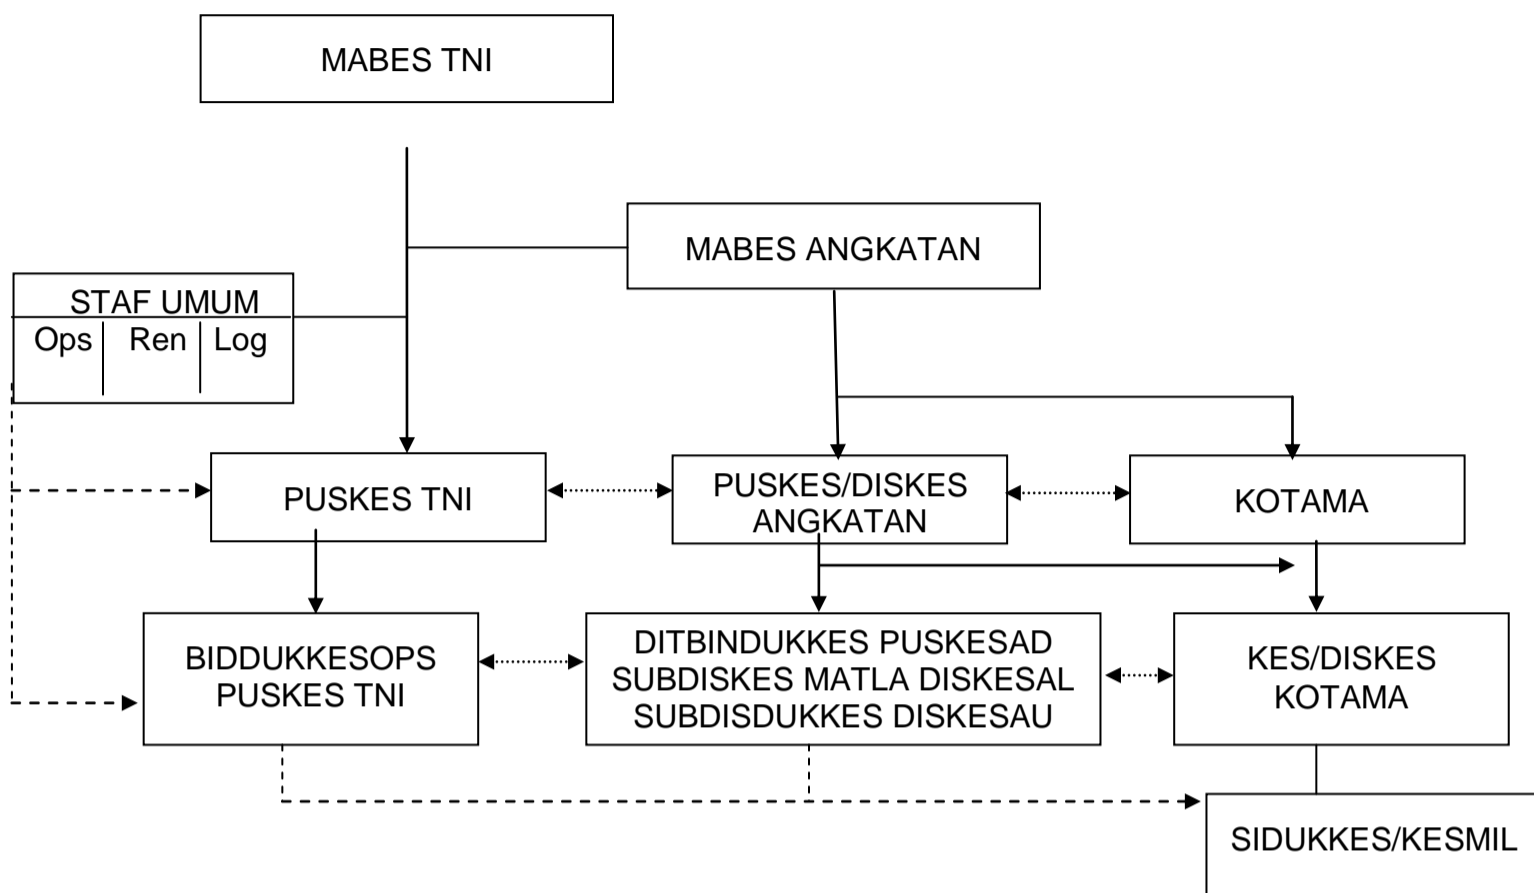 MABES TNI
MABES ANGKATAN
STAF UMUM
Ops Ren Log
PUSKES TNI
PUSKES/DISKES
ANGKATAN
KOTAMA
BIDDUKKESOPS
PUSKES TNI
DITBINDUKKES PUSKESAD
SUBDISKES MATLA DISKESAL
SUBDISDUKKES DISKESAU
KES/DISKES
KOTAMA
SIDUKKES/KESMIL